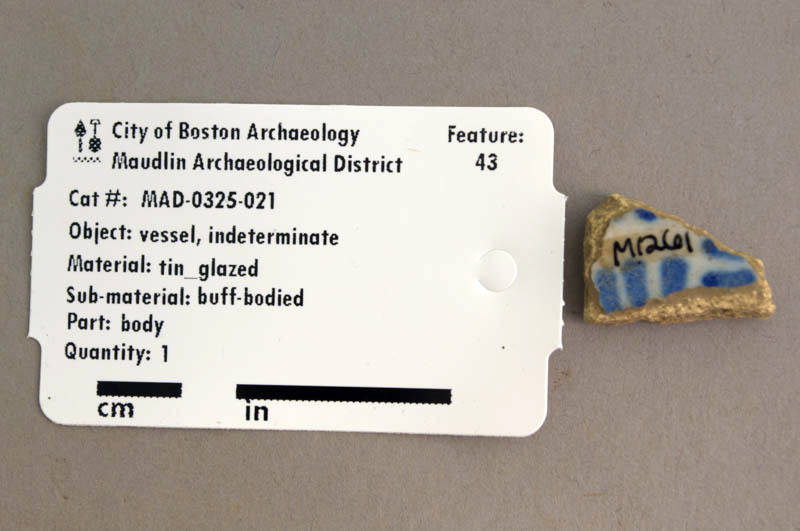 City of Boston Archaeology
Maudlin Archaeological District
Feature:
43
Cat #: MAD-0325-021
Object: vessel, indeterminate
Material: tin_glazed
Sub-material: buff-bodied
Part: body
Quantity: 1
cm
in
M12601